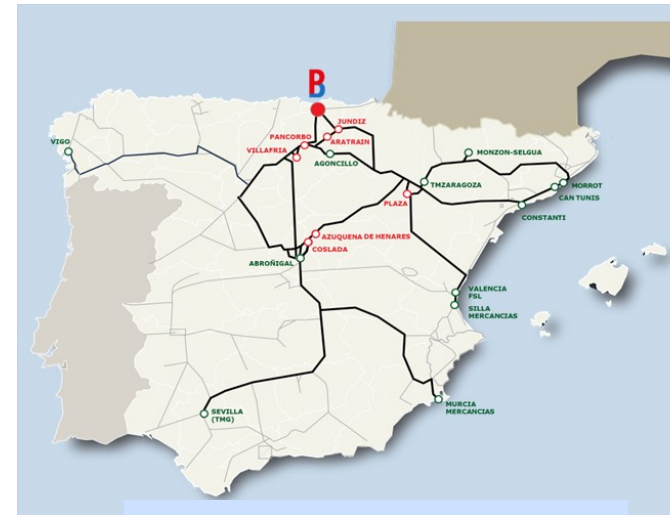 B
JUNDIZ
PANCORBO
ARATRAIN
VIGO
VILLAFRIA
AGONCILLO
MONZON-SELGUA
TMZARAGOZA
MORROT
PLAZA
CAN TUNIS
CONSTANTI
AZUQUENA DE HENARES
COSLADA
ABROÑIGAL
VALENCIA
FSL
SILLA
MERCANCIAS
MURCIA
MERCANCIAS
SEVILLA
(TMG)